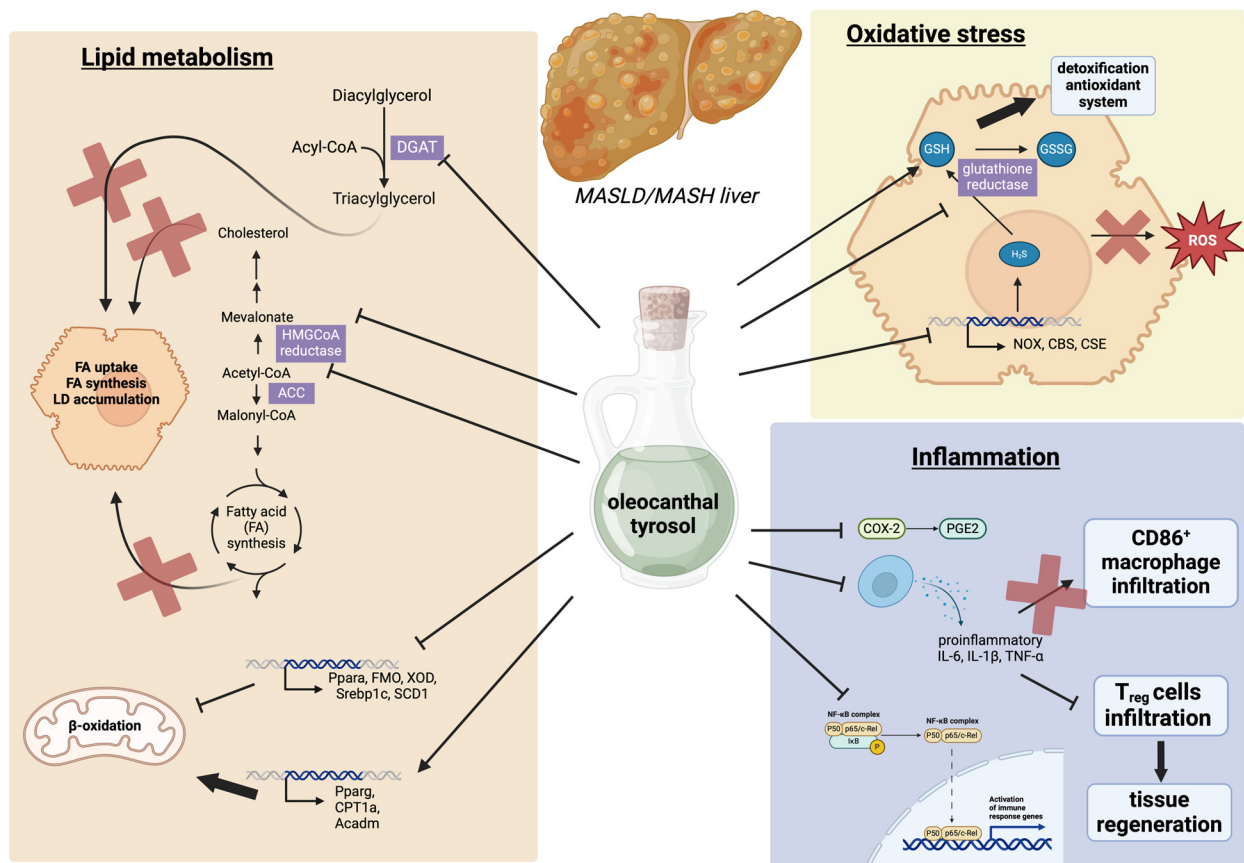 Lipid metabolism
Diacylglycerol
Acyl-CoA
DGAT
Triacylglycerol
Cholesterol
Mevalonate
HMGCoA
reductase
Acetyl-CoA
ACC
Malonyl-CoA
FA uptake
FA synthesis
LD accumulation
Fatty acid
(FA)
synthesis
Ppara, FMO, XOD,
Srebp1c, SCD1
β-oxidation
Pparg,
CPT1a,
Acadm
MASLD/MASH liver
oleocanthal
tyrosol
Oxidative stress
detoxification
antioxidant
system
GSH
GSSG
glutathione
reductase
H₂S
ROS
NOX, CBS, CSE
Inflammation
COX-2
PGE2
CD86⁺
macrophage
infiltration
proinflammatory
IL-6, IL-1β, TNF-α
T reg cells
infiltration
tissue
regeneration
NF-κB complex
P50 p65/c-Rel
IκB
P
NF-κB complex
P50 p65/c-Rel
Activation
of immune
response genes
P50 p65/c-Rel